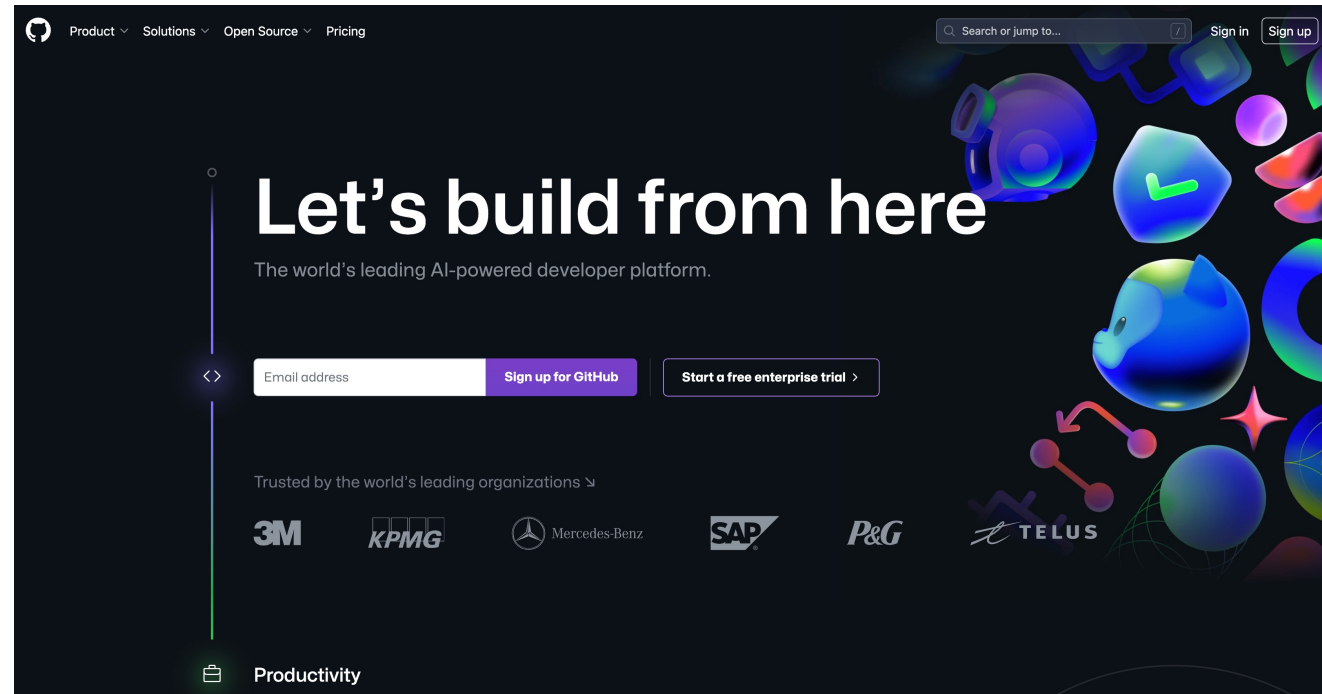 Product
Solutions
Open Source
Pricing
Search or jump to...
/
Sign in
Sign up
Let’s build from here
The world’s leading AI-powered developer platform.
Email address
Sign up for GitHub
Start a free enterprise trial
Trusted by the world’s leading organizations
3M
KPMG
Mercedes-Benz
SAP
P&G
TELUS
Productivity